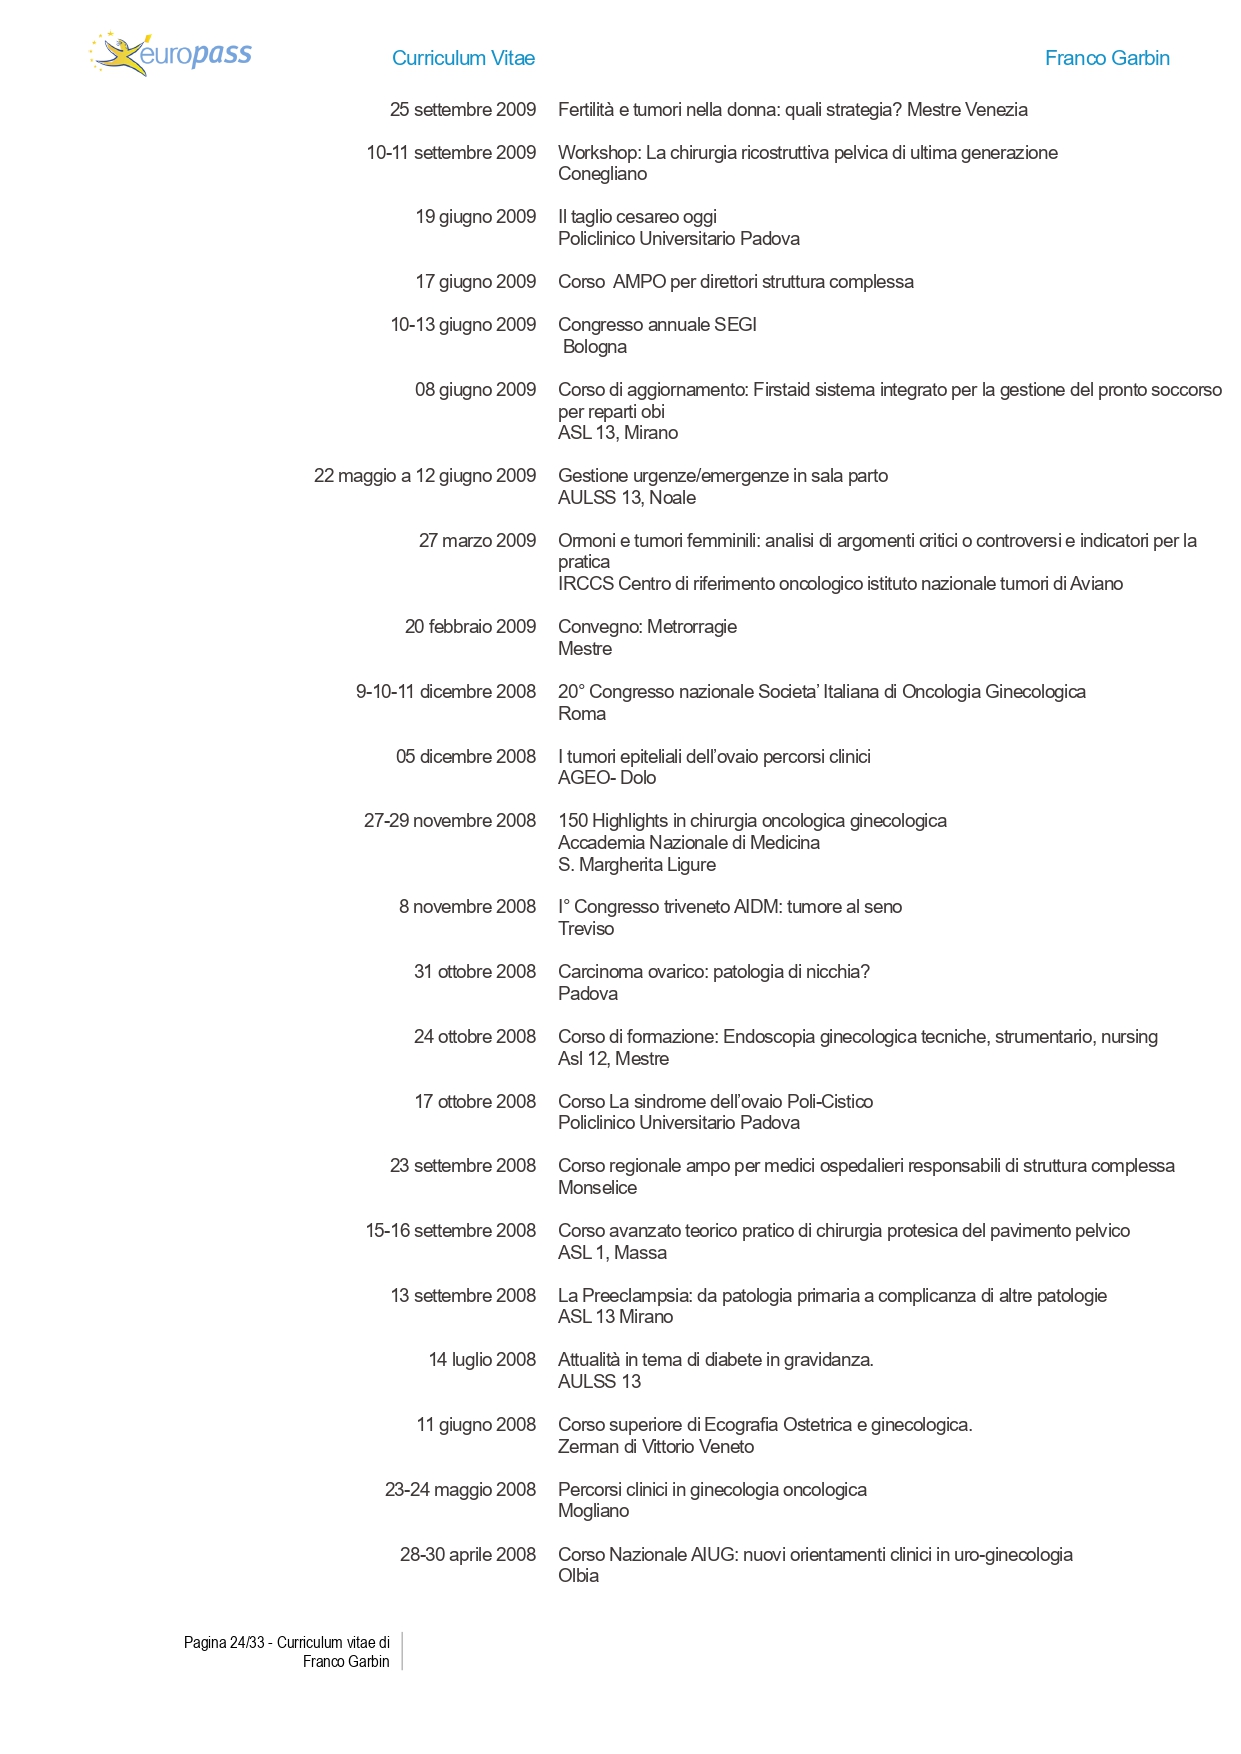 europass
Curriculum Vitae
Franco Garbin
25 settembre 2009 Fertilità e tumori nella donna: quali strategia? Mestre Venezia
10-11 settembre 2009 Workshop: La chirurgia ricostruttiva pelvica di ultima generazione
Conegliano
19 giugno 2009 Il taglio cesareo oggi
Policlinico Universitario Padova
17 giugno 2009 Corso AMPO per direttori struttura complessa
10-13 giugno 2009 Congresso annuale SEGI
Bologna
08 giugno 2009 Corso di aggiornamento: Firstaid sistema integrato per la gestione del pronto soccorso
per reparti obi
ASL 13, Mirano
22 maggio a 12 giugno 2009 Gestione urgenze/emergenze in sala parto
AULSS 13, Noale
27 marzo 2009 Ormoni e tumori femminili: analisi di argomenti critici o controversi e indicatori per la
pratica
IRCCS Centro di riferimento oncologico istituto nazionale tumori di Aviano
20 febbraio 2009 Convegno: Metrorragie
Mestre
9-10-11 dicembre 2008 20° Congresso nazionale Societa’ Italiana di Oncologia Ginecologica
Roma
05 dicembre 2008 I tumori epiteliali dell’ovaio percorsi clinici
AGEO- Dolo
27-29 novembre 2008 150 Highlights in chirurgia oncologica ginecologica
Accademia Nazionale di Medicina
S. Margherita Ligure
8 novembre 2008 I° Congresso triveneto AIDM: tumore al seno
Treviso
31 ottobre 2008 Carcinoma ovarico: patologia di nicchia?
Padova
24 ottobre 2008 Corso di formazione: Endoscopia ginecologica tecniche, strumentario, nursing
Asl 12, Mestre
17 ottobre 2008 Corso La sindrome dell’ovaio Poli-Cistico
Policlinico Universitario Padova
23 settembre 2008 Corso regionale ampo per medici ospedalieri responsabili di struttura complessa
Monselice
15-16 settembre 2008 Corso avanzato teorico pratico di chirurgia protesica del pavimento pelvico
ASL 1, Massa
13 settembre 2008 La Preeclampsia: da patologia primaria a complicanza di altre patologie
ASL 13 Mirano
14 luglio 2008 Attualità in tema di diabete in gravidanza.
AULSS 13
11 giugno 2008 Corso superiore di Ecografia Ostetrica e ginecologica.
Zerman di Vittorio Veneto
23-24 maggio 2008 Percorsi clinici in ginecologia oncologica
Mogliano
28-30 aprile 2008 Corso Nazionale AIUG: nuovi orientamenti clinici in uro-ginecologia
Olbia
Pagina 24/33 - Curriculum vitae di
Franco Garbin